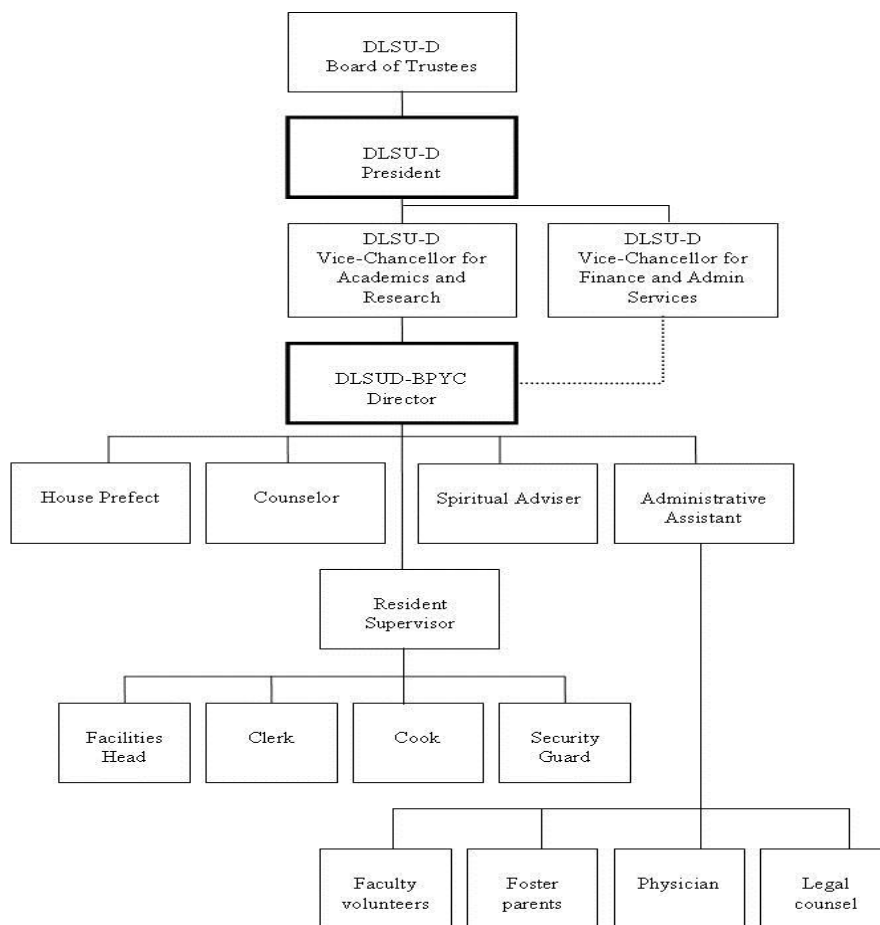 DLSU-D
Board of Trustees
DLSU-D
President
DLSU-D
Vice-Chancellor for
Academics and
Research
DLSU-D
Vice-Chancellor for
Finance and Admin
Services
DLSUD-BPYC
Director
House Prefect
Counselor
Spiritual Adviser
Administrative
Assistant
Resident
Supervisor
Facilities
Head
Clerk
Cook
Security
Guard
Faculty
volunteers
Foster
parents
Physician
Legal
counsel